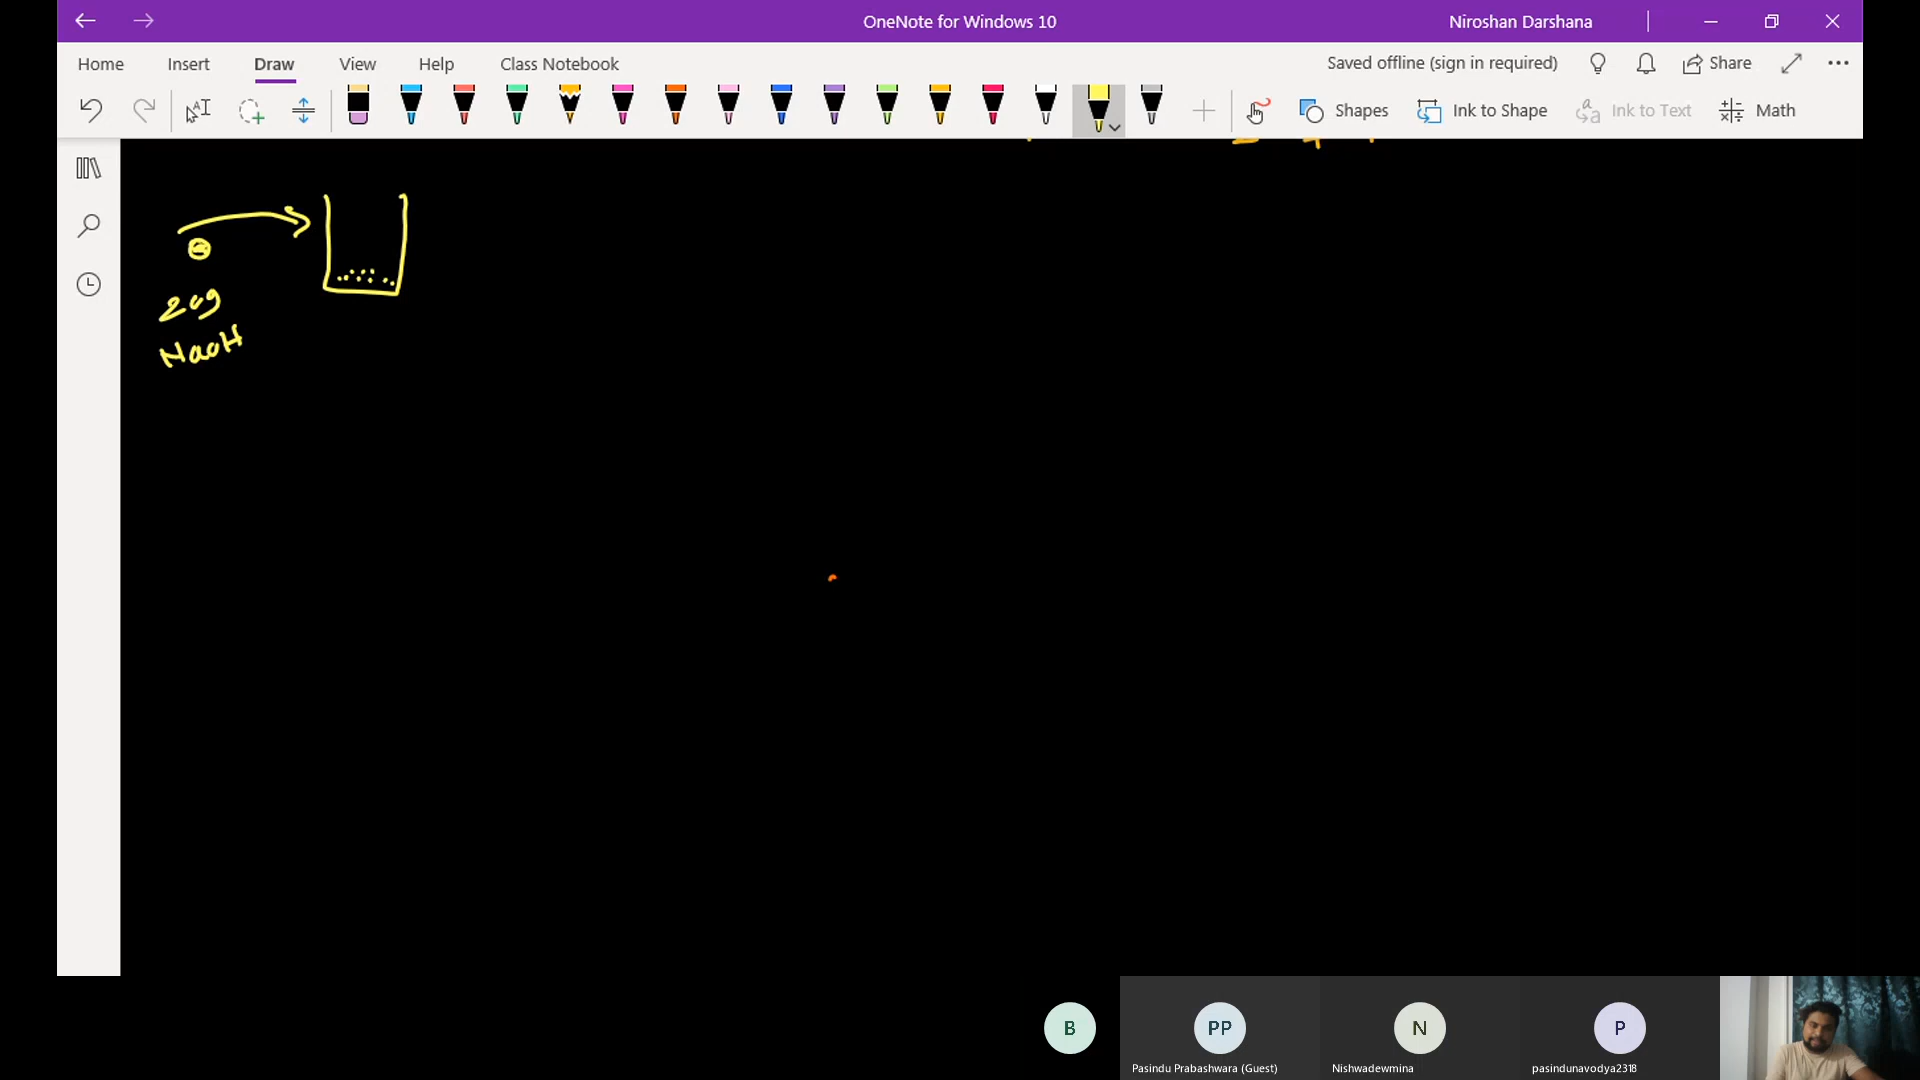 OneNote for Windows 10
Niroshan Darshana
Home Insert Draw View Help Class Notebook
Saved offline (sign in required)
Share
Shapes
Ink to Shape
Ink to Text
Math
20g
NaOH
B
PP
N
P
Pasindu Prabashwara (Guest)
Nishwadewmina
pasindunavodya2318